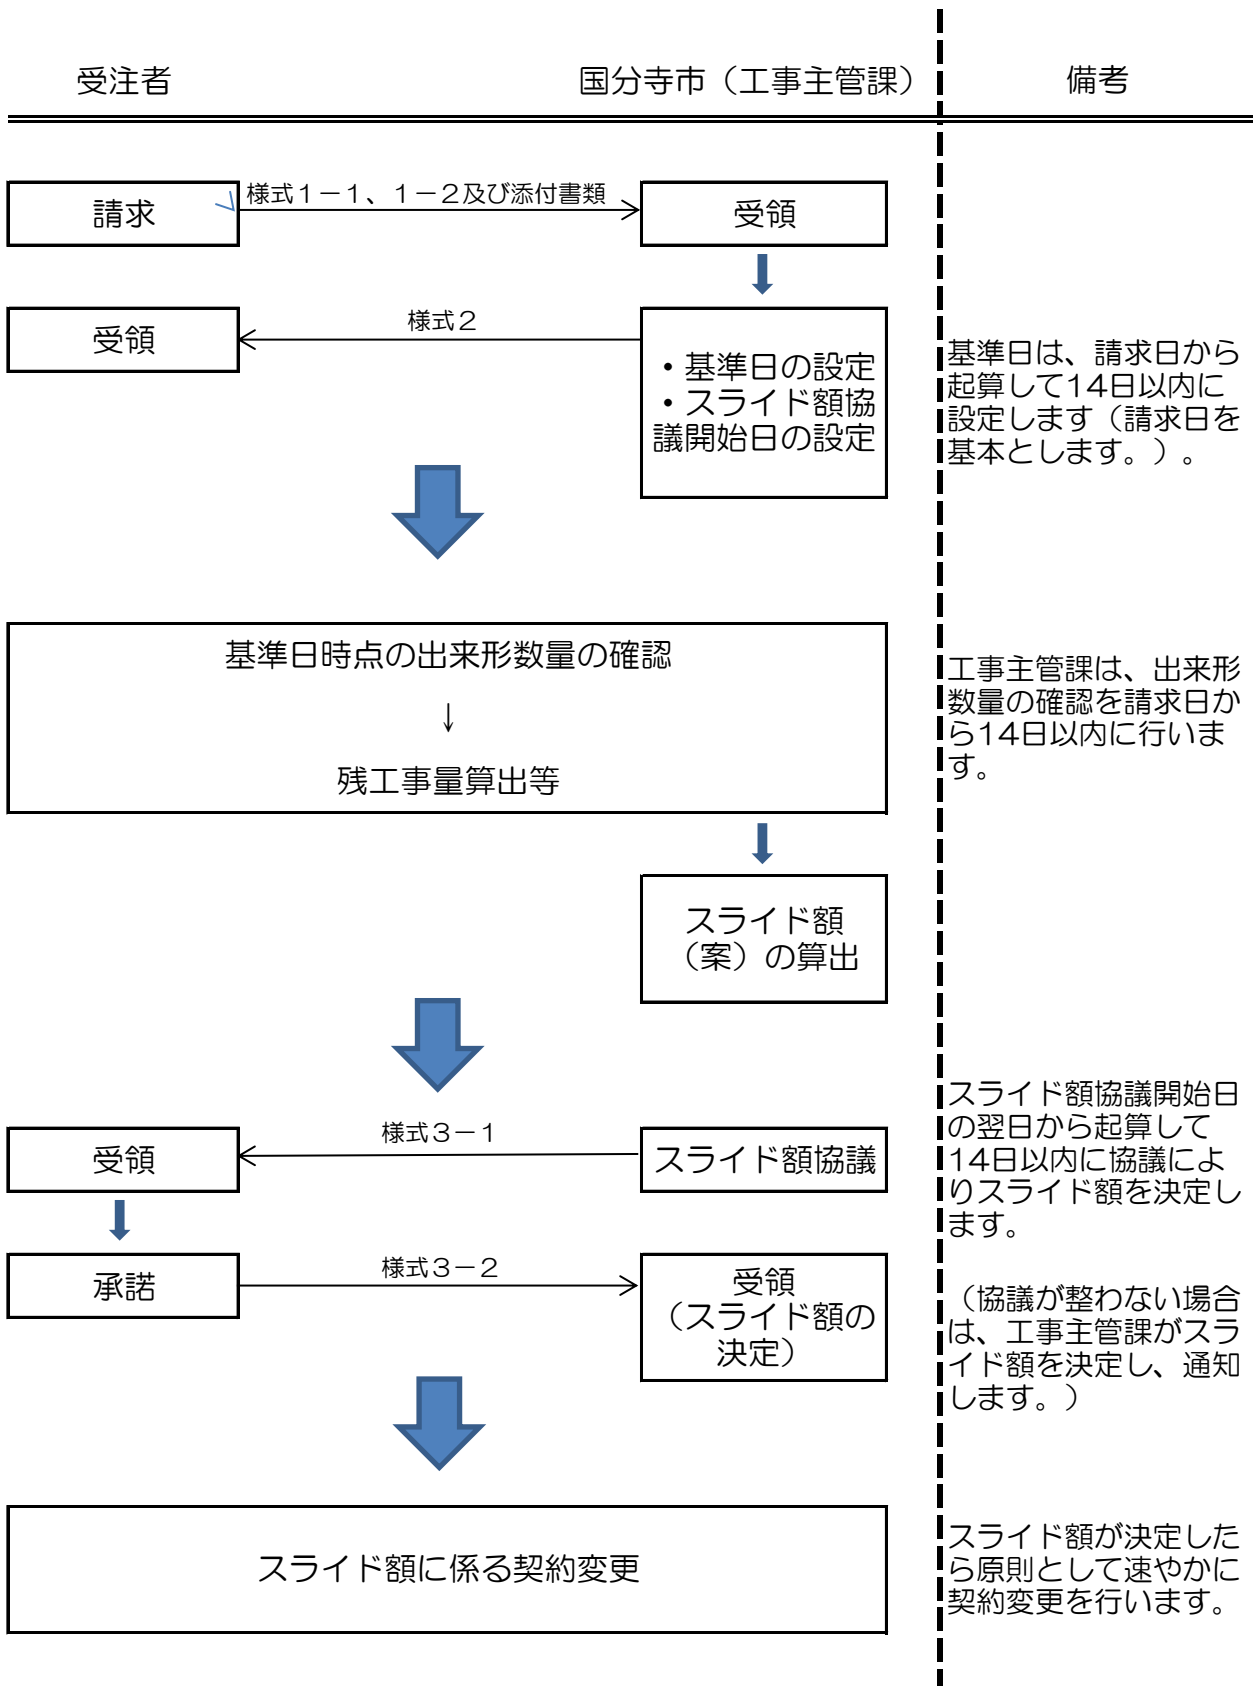 受注者
国分寺市（工事主管課）
備考
請求
様式１－１、１－２及び添付書類
受領
受領
様式２
・基準日の設定
・スライド額協
議開始日の設定
基準日は、請求日から
起算して14日以内に
設定します（請求日を
基本とします。）。
基準日時点の出来形数量の確認
↓
残工事量算出等
工事主管課は、出来形
数量の確認を請求日か
ら14日以内に行いま
す。
スライド額
（案）の算出
受領
様式３－１
スライド額協議
スライド額協議開始日
の翌日から起算して
14日以内に協議によ
りスライド額を決定し
ます。
承諾
様式３－２
受領
（スライド額の
決定）
（協議が整わない場合
は、工事主管課がスラ
イド額を決定し、通知
します。）
スライド額に係る契約変更
スライド額が決定した
ら原則として速やかに
契約変更を行います。